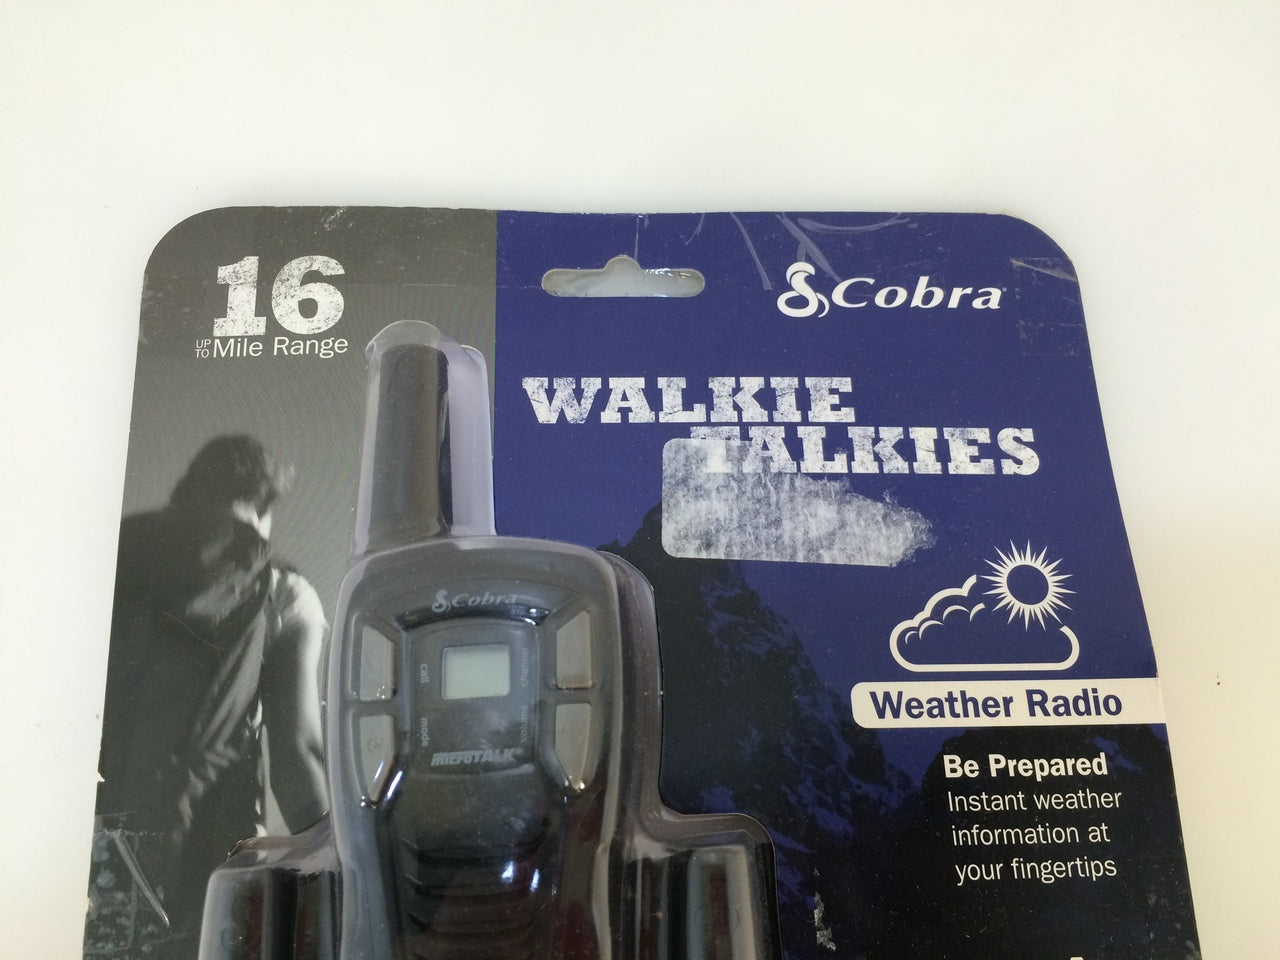 16
UP TO Mile Range
Cobra
WALKIE
TALKIES
Cobra
call
channel
mode
volume
microTALK®
Weather Radio
Be Prepared
Instant weather
information at
your fingertips